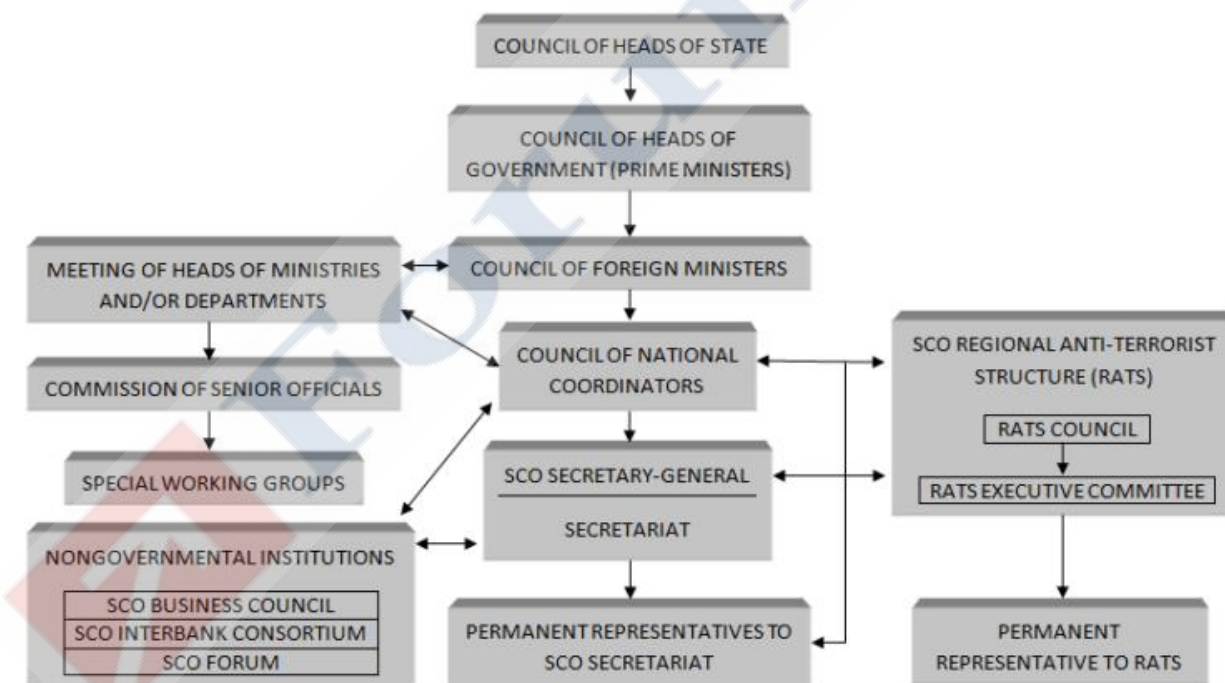 COUNCIL OF HEADS OF STATE
COUNCIL OF HEADS OF
GOVERNMENT (PRIME MINISTERS)
MEETING OF HEADS OF MINISTRIES
AND/OR DEPARTMENTS
COUNCIL OF FOREIGN MINISTERS
COMMISSION OF SENIOR OFFICIALS
COUNCIL OF NATIONAL
COORDINATORS
SCO REGIONAL ANTI-TERRORIST
STRUCTURE (RATS)
RATS COUNCIL
RATS EXECUTIVE COMMITTEE
SPECIAL WORKING GROUPS
SCO SECRETARY-GENERAL
SECRETARIAT
NONGOVERNMENTAL INSTITUTIONS
SCO BUSINESS COUNCIL
SCO INTERBANK CONSORTIUM
SCO FORUM
PERMANENT REPRESENTATIVES TO
SCO SECRETARIAT
PERMANENT
REPRESENTATIVE TO RATS
Foru